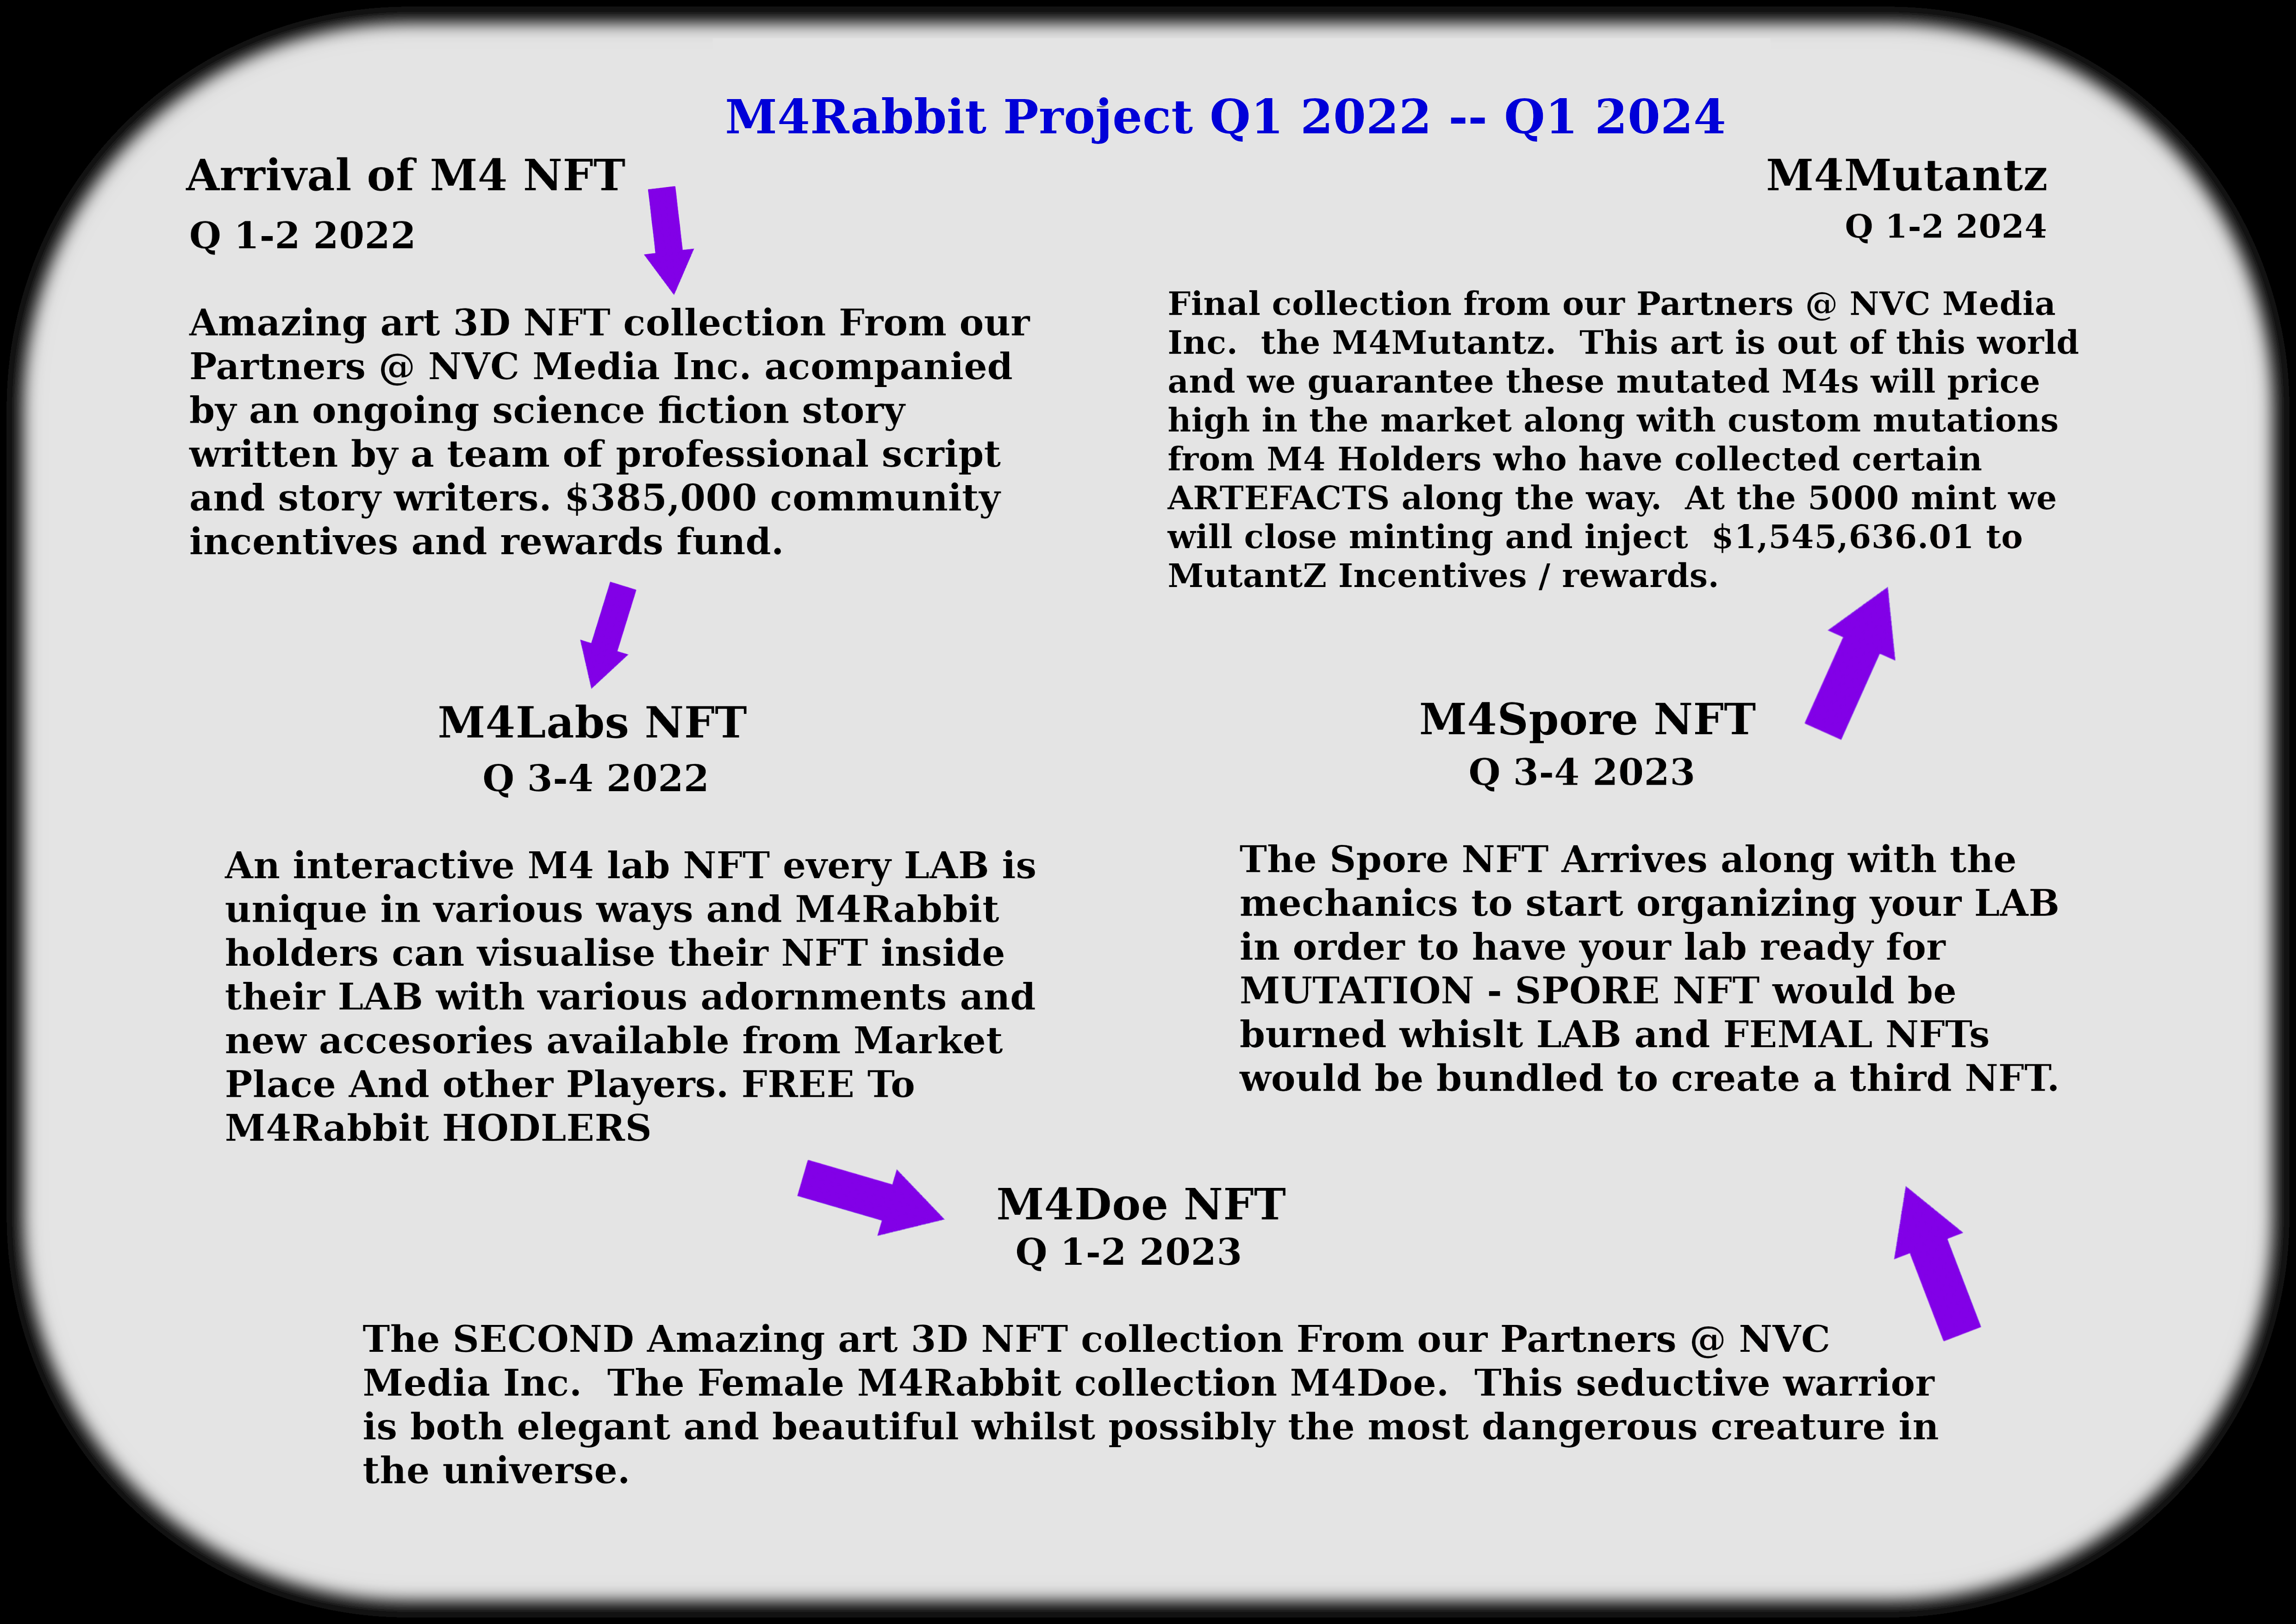 M4Rabbit Project Q1 2022 -- Q1 2024
Arrival of M4 NFT
Q 1-2 2022
Amazing art 3D NFT collection From our
Partners @ NVC Media Inc. acompanied
by an ongoing science fiction story
written by a team of professional script
and story writers. $385,000 community
incentives and rewards fund.
M4Labs NFT
Q 3-4 2022
An interactive M4 lab NFT every LAB is
unique in various ways and M4Rabbit
holders can visualise their NFT inside
their LAB with various adornments and
new accesories available from Market
Place And other Players. FREE To
M4Rabbit HODLERS
M4Doe NFT
Q 1-2 2023
The SECOND Amazing art 3D NFT collection From our Partners @ NVC
Media Inc.  The Female M4Rabbit collection M4Doe.  This seductive warrior
is both elegant and beautiful whilst possibly the most dangerous creature in
the universe.
M4Spore NFT
Q 3-4 2023
The Spore NFT Arrives along with the
mechanics to start organizing your LAB
in order to have your lab ready for
MUTATION - SPORE NFT would be
burned whislt LAB and FEMAL NFTs
would be bundled to create a third NFT.
M4Mutantz
Q 1-2 2024
Final collection from our Partners @ NVC Media
Inc.  the M4Mutantz.  This art is out of this world
and we guarantee these mutated M4s will price
high in the market along with custom mutations
from M4 Holders who have collected certain
ARTEFACTS along the way.  At the 5000 mint we
will close minting and inject  $1,545,636.01 to
MutantZ Incentives / rewards.